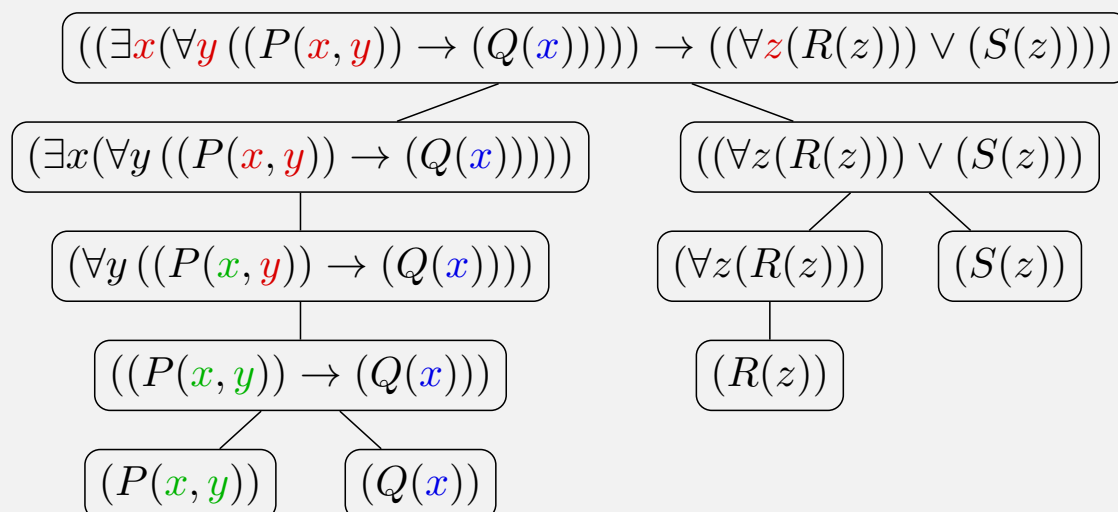 ((∃x(∀y ((P(x, y)) → (Q(x))))) → ((∀z(R(z))) ∨ (S(z))))
(∃x(∀y ((P(x, y)) → (Q(x)))))
((∀z(R(z))) ∨ (S(z)))
(∀y ((P(x, y)) → (Q(x))))
(∀z(R(z)))
(S(z))
((P(x, y)) → (Q(x)))
(R(z))
(P(x, y))
(Q(x))